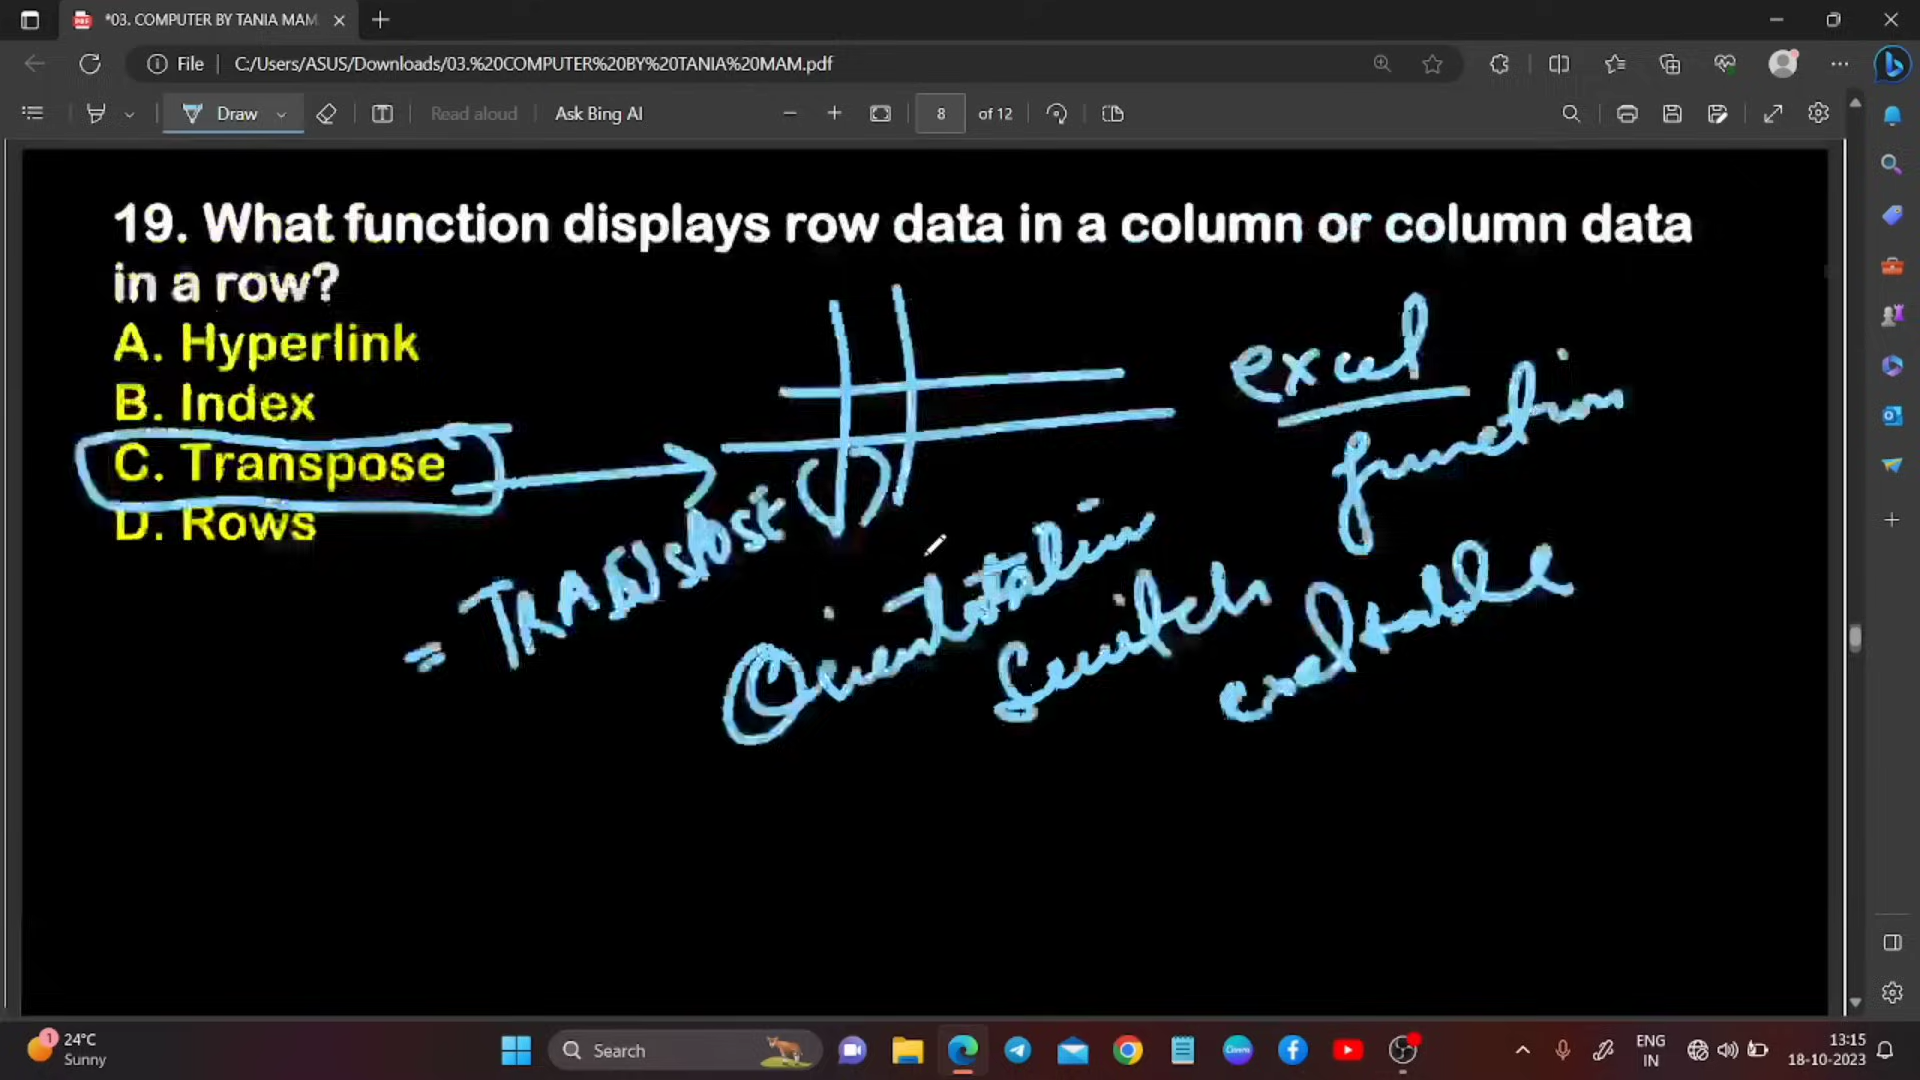 *03. COMPUTER BY TANIA MAM
File
C:/Users/ASUS/Downloads/03.%20COMPUTER%20BY%20TANIA%20MAM.pdf
Draw
Read aloud
Ask Bing AI
8
of 12
19. What function displays row data in a column or column data
in a row?
A. Hyperlink
B. Index
C. Transpose
D. Rows
excel
function
= TRANSPOSE ()
Orientation
Switch
24°C
Sunny
1
Search
ENG
IN
13:15
18-10-2023